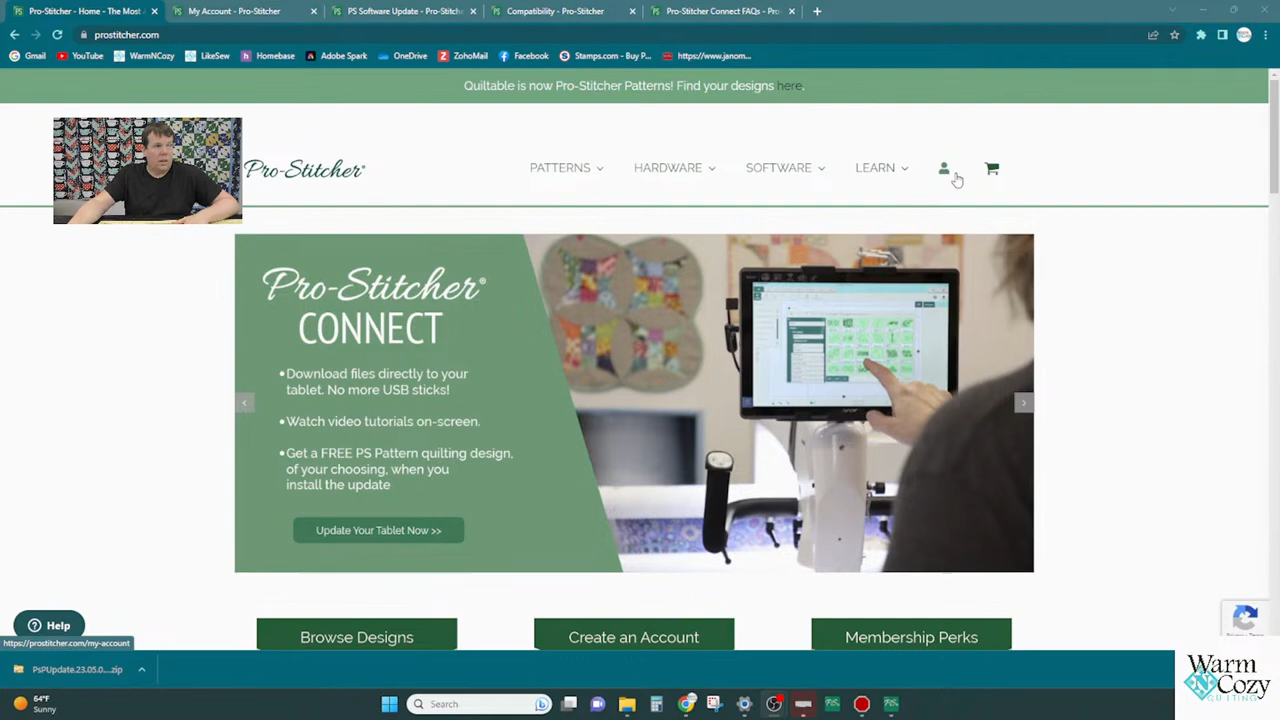 Pro-Stitcher - Home - The Most A
My Account - Pro-Stitcher
PS Software Update - Pro-Stitche
Compatibility - Pro-Stitcher
Pro-Stitcher Connect FAQs - Pro-
prostitcher.com
Gmail
YouTube
WarmNCozy
LikeSew
Homebase
Adobe Spark
OneDrive
ZohoMail
Facebook
Stamps.com - Buy P...
https://www.janom...
Quiltable is now Pro-Stitcher Patterns! Find your designs here.
Pro-Stitcher®
PATTERNS
HARDWARE
SOFTWARE
LEARN
Pro-Stitcher®
CONNECT
•Download files directly to your
tablet. No more USB sticks!
•Watch video tutorials on-screen.
•Get a FREE PS Pattern quilting design,
of your choosing, when you
install the update
Update Your Tablet Now >>
Help
https://prostitcher.com/my-account
Browse Designs
Create an Account
Membership Perks
PsPUpdate.23.05.0....zip
64°F
Sunny
Search
Warm
N
Cozy
QUILTING